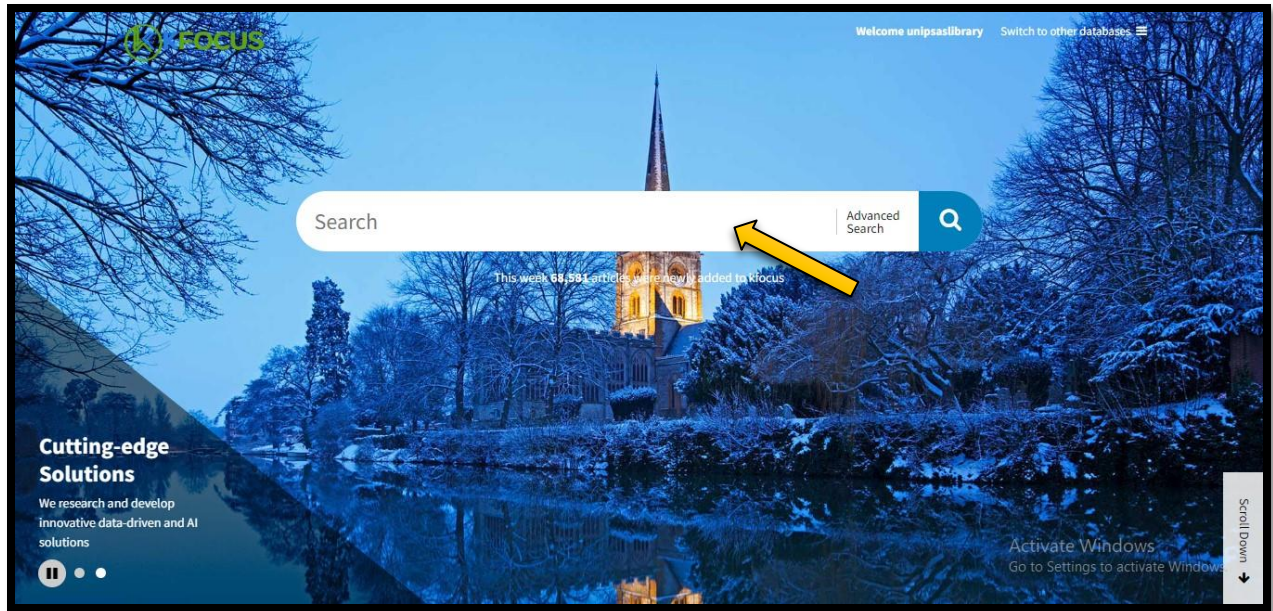 K FOCUS
Welcome unipsaslibrary Switch to other databases
Search
Advanced
Search
This week 68,581 articles were newly added to kfocus
Cutting-edge
Solutions
We research and develop
innovative data-driven and AI
solutions
Scroll Down
Activate Windows
Go to Settings to activate Windows